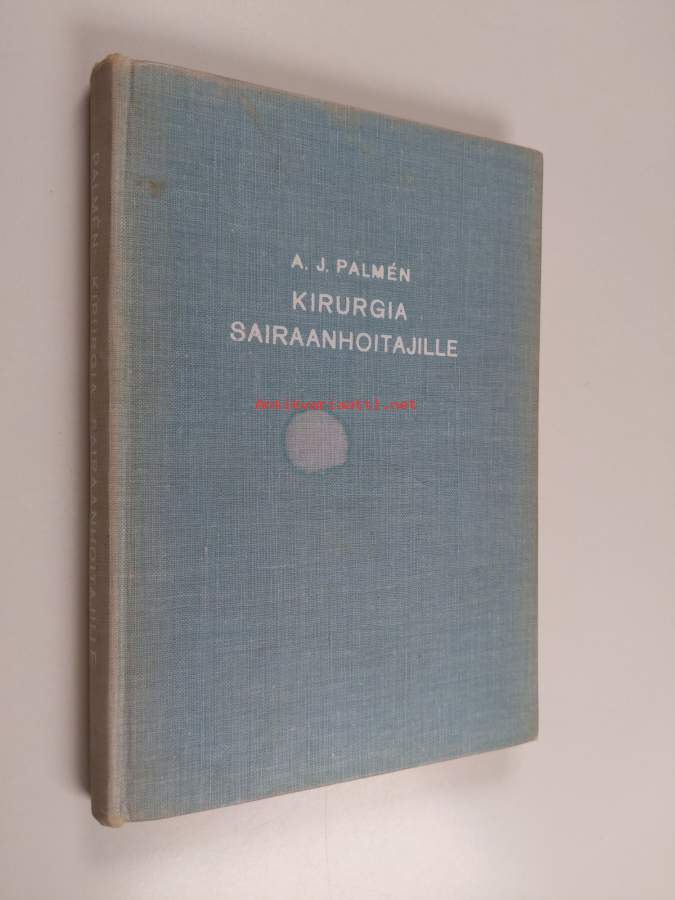 A. J. PALMÉN
KIRURGIA
SAIRAANHOITAJILLE
Antikvariaatti.net
PALMÉN: KIRURGIA SAIRAANHOITAJILLE